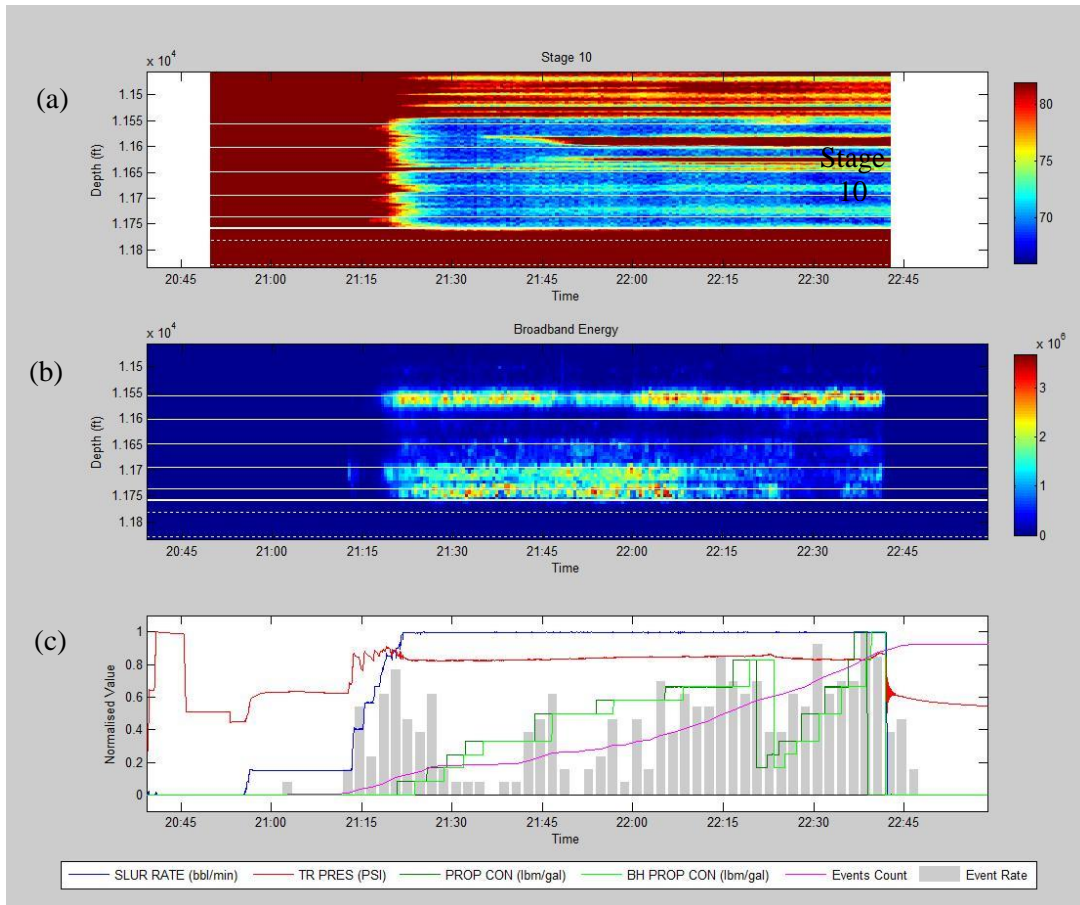 Stage 10
x 10^4
(a)
1.15
1.155
1.16
1.165
1.17
1.175
1.18
Depth (ft)
Stage
10
80
75
70
20:45 21:00 21:15 21:30 21:45 22:00 22:15 22:30 22:45
Time
Broadband Energy
x 10^4
x 10^6
(b)
1.15
1.155
1.16
1.165
1.17
1.175
1.18
Depth (ft)
3
2
1
0
20:45 21:00 21:15 21:30 21:45 22:00 22:15 22:30 22:45
Time
(c)
1
0.8
0.6
0.4
0.2
0
Normalised Value
20:45 21:00 21:15 21:30 21:45 22:00 22:15 22:30 22:45
Time
SLUR RATE (bbl/min) TR PRES (PSI) PROP CON (lbm/gal) BH PROP CON (lbm/gal) Events Count Event Rate